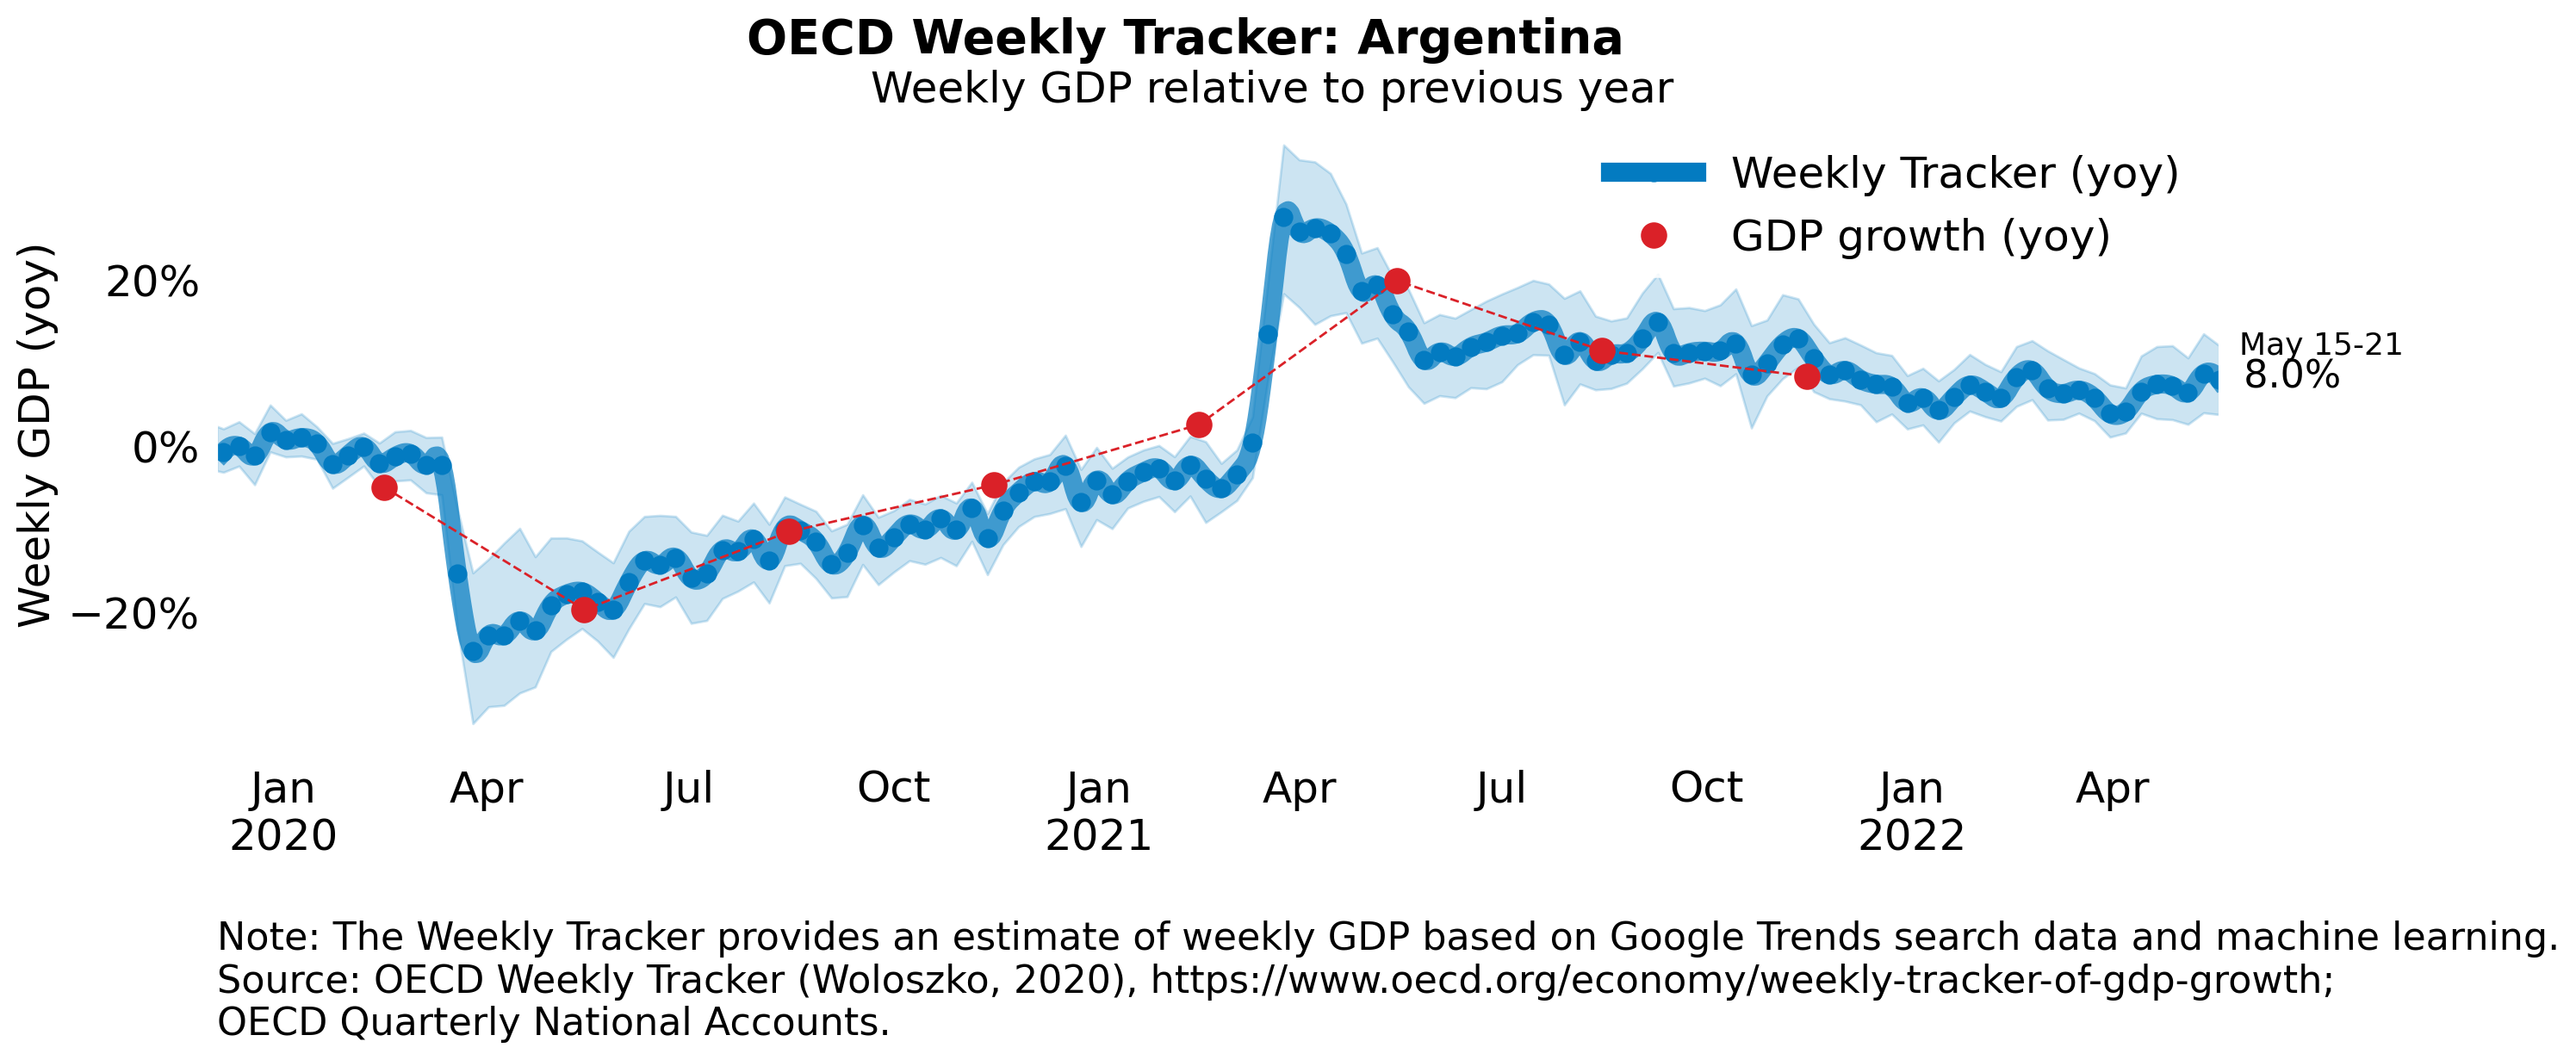 OECD Weekly Tracker: Argentina
Weekly GDP relative to previous year
Weekly Tracker (yoy)
GDP growth (yoy)
Weekly GDP (yoy)
20%
0%
−20%
May 15-21
8.0%
Jan Apr Jul Oct Jan Apr Jul Oct Jan Apr
2020 2021 2022
Note: The Weekly Tracker provides an estimate of weekly GDP based on Google Trends search data and machine learning.
Source: OECD Weekly Tracker (Woloszko, 2020), https://www.oecd.org/economy/weekly-tracker-of-gdp-growth;
OECD Quarterly National Accounts.